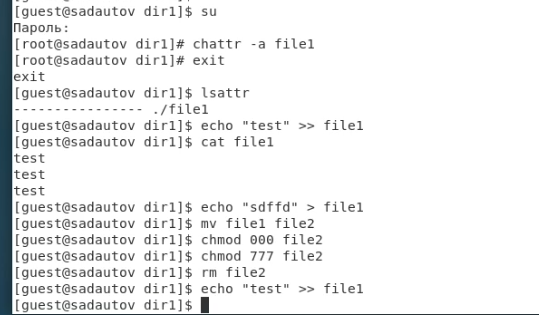 [guest@sadautov dir1]$ su
Пароль:
[root@sadautov dir1]# chattr -a file1
[root@sadautov dir1]# exit
exit
[guest@sadautov dir1]$ lsattr
---------------- ./file1
[guest@sadautov dir1]$ echo "test" >> file1
[guest@sadautov dir1]$ cat file1
test
test
test
[guest@sadautov dir1]$ echo "sdffd" > file1
[guest@sadautov dir1]$ mv file1 file2
[guest@sadautov dir1]$ chmod 000 file2
[guest@sadautov dir1]$ chmod 777 file2
[guest@sadautov dir1]$ rm file2
[guest@sadautov dir1]$ echo "test" >> file1
[guest@sadautov dir1]$